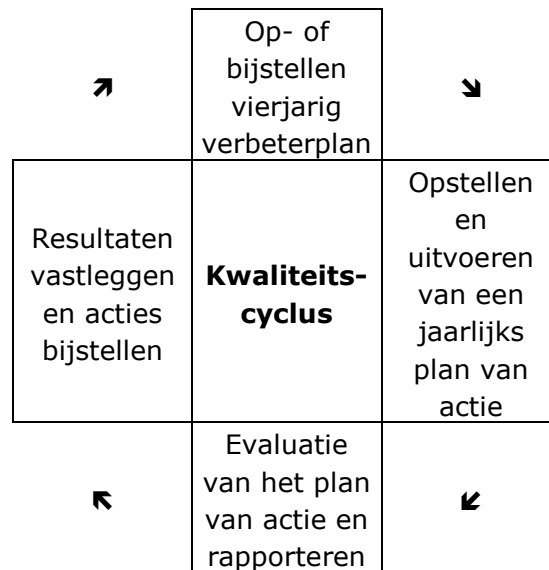 Op- of
bijstellen
vierjarig
verbeterplan
Resultaten
vastleggen
en acties
bijstellen
Kwaliteits-
cyclus
Opstellen
en
uitvoeren
van een
jaarlijks
plan van
actie
Evaluatie
van het plan
van actie en
rapporteren